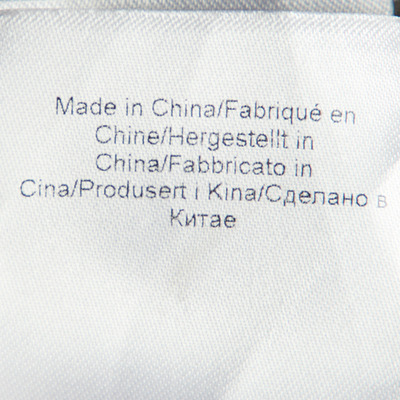 Made in China/Fabriqué en
Chine/Hergestellt in
China/Fabbricato in
Cina/Produsert i Kina/Сделано в
Китае